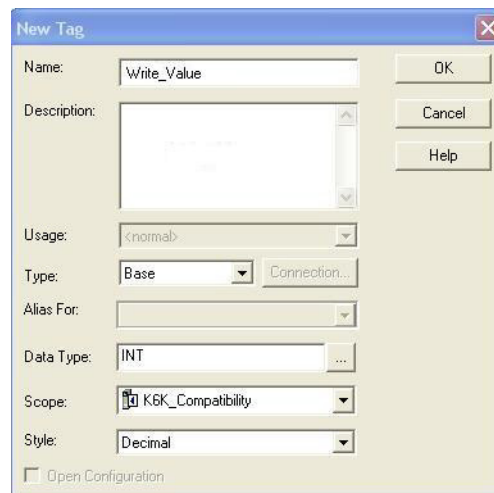 New Tag
Name: Write_Value OK
Description: Cancel
Help
Usage: <normal>
Type: Base Connection...
Alias For:
Data Type: INT ...
Scope: K6K_Compatibility
Style: Decimal
Open Configuration